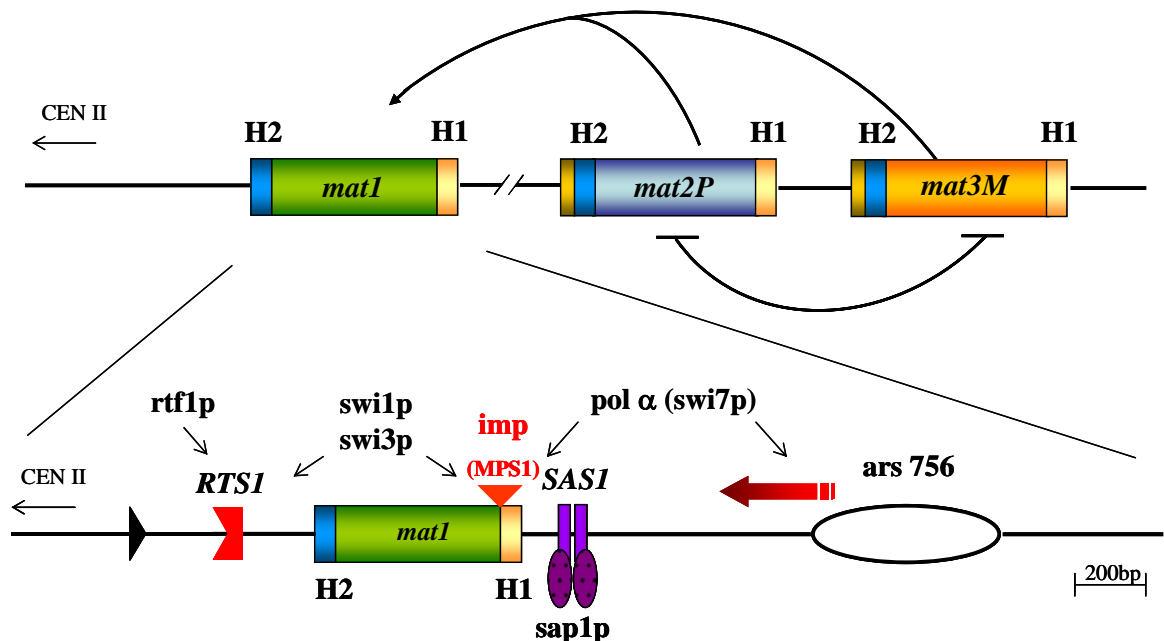 CEN II
H2
H1
H2
H1
H2
H1
mat1
mat2P
mat3M
rtf1p
swi1p
swi3p
imp
(MPS1)
pol α (swi7p)
CEN II
RTS1
SAS1
ars 756
mat1
H2
H1
sap1p
200bp